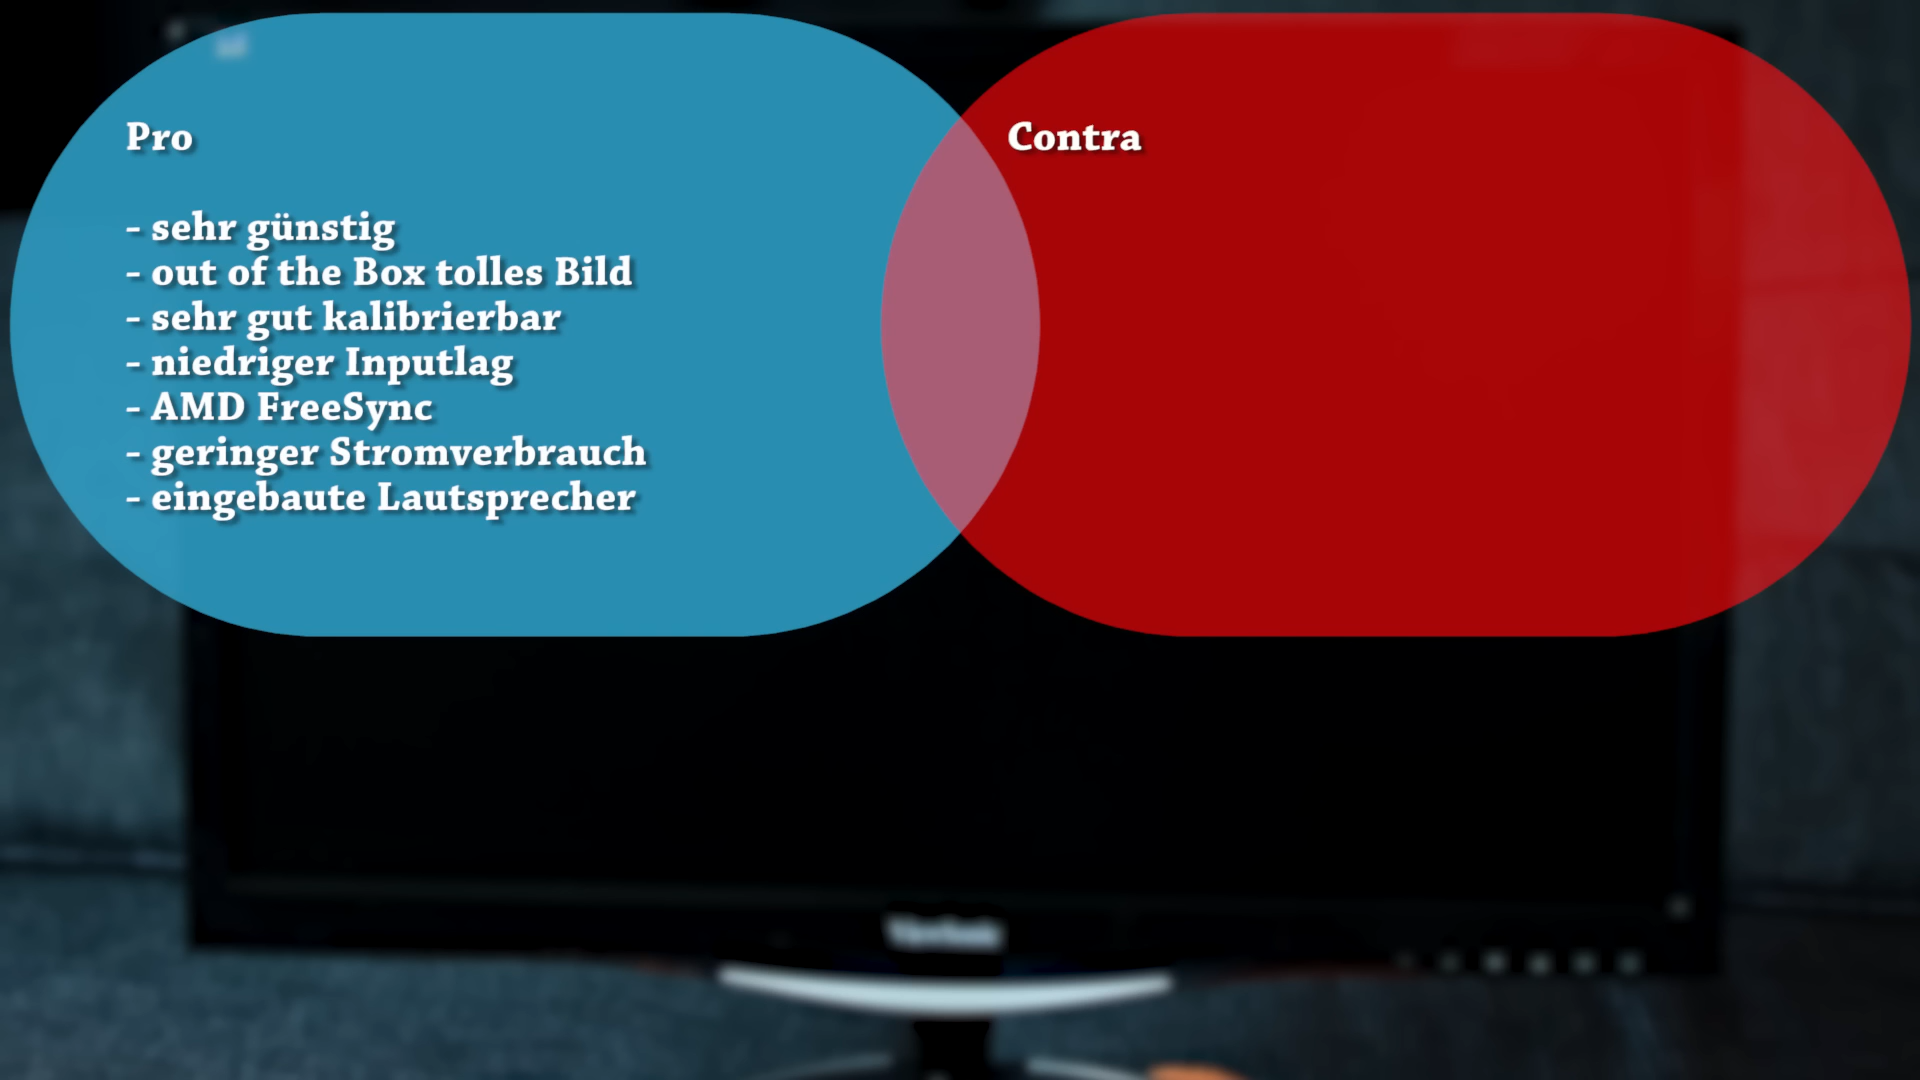 Pro
- sehr günstig
- out of the Box tolles Bild
- sehr gut kalibrierbar
- niedriger Inputlag
- AMD FreeSync
- geringer Stromverbrauch
- eingebaute Lautsprecher
Contra